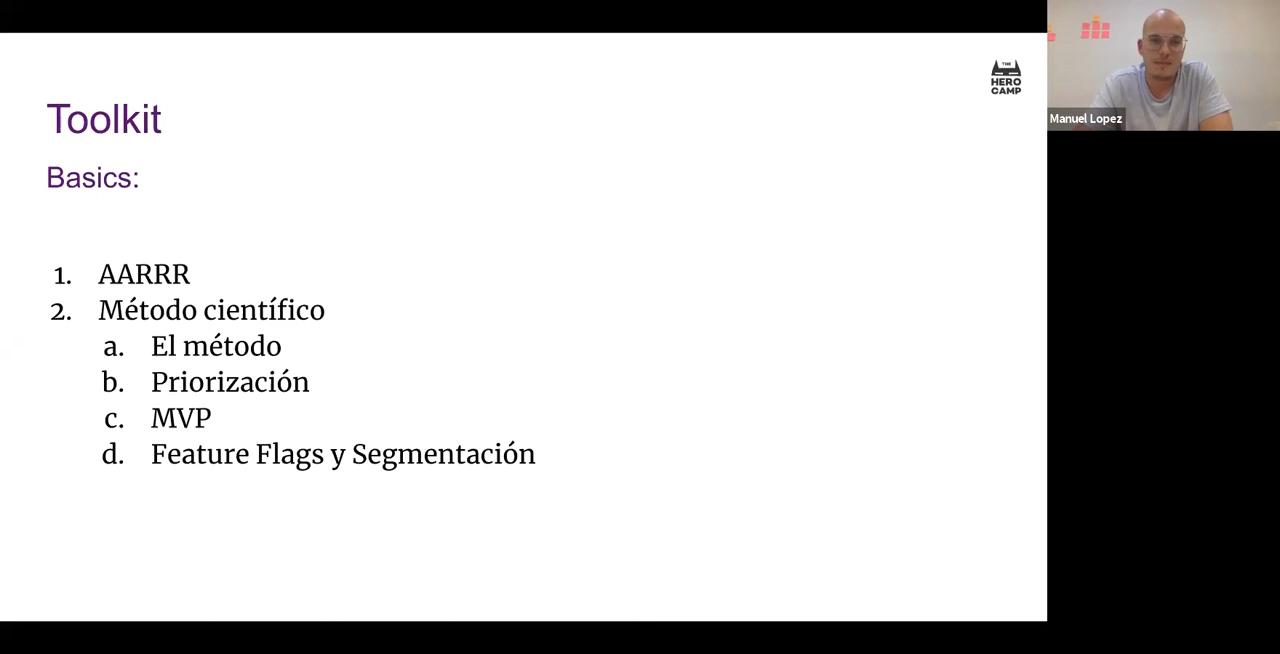 THE
HERO
CAMP
Toolkit
Basics:
1. AARRR
2. Método científico
a. El método
b. Priorización
c. MVP
d. Feature Flags y Segmentación
Manuel Lopez